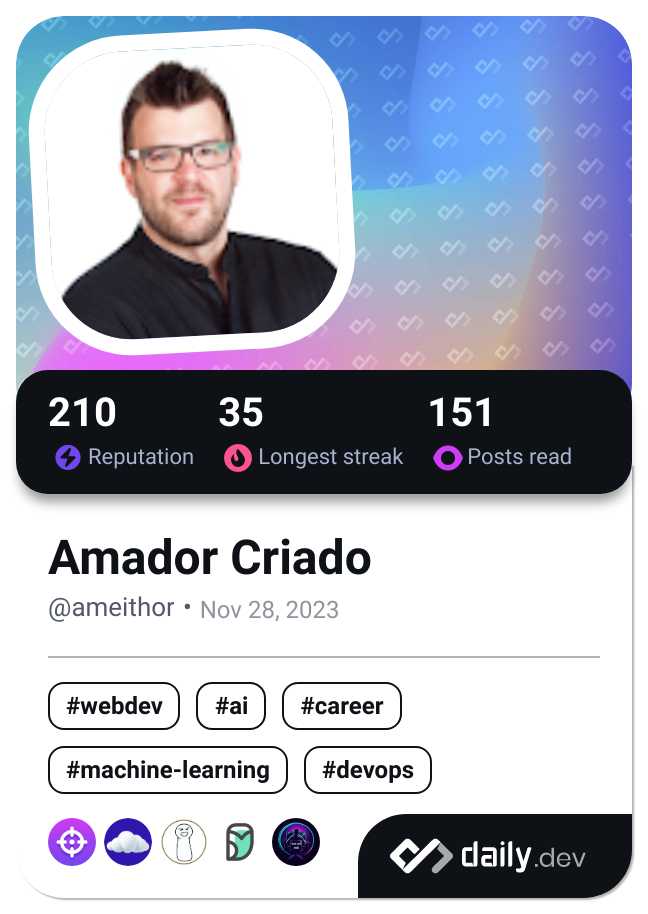 210 35 151
Reputation Longest streak Posts read
Amador Criado
@ameithor • Nov 28, 2023
#webdev #ai #career
#machine-learning #devops
daily.dev